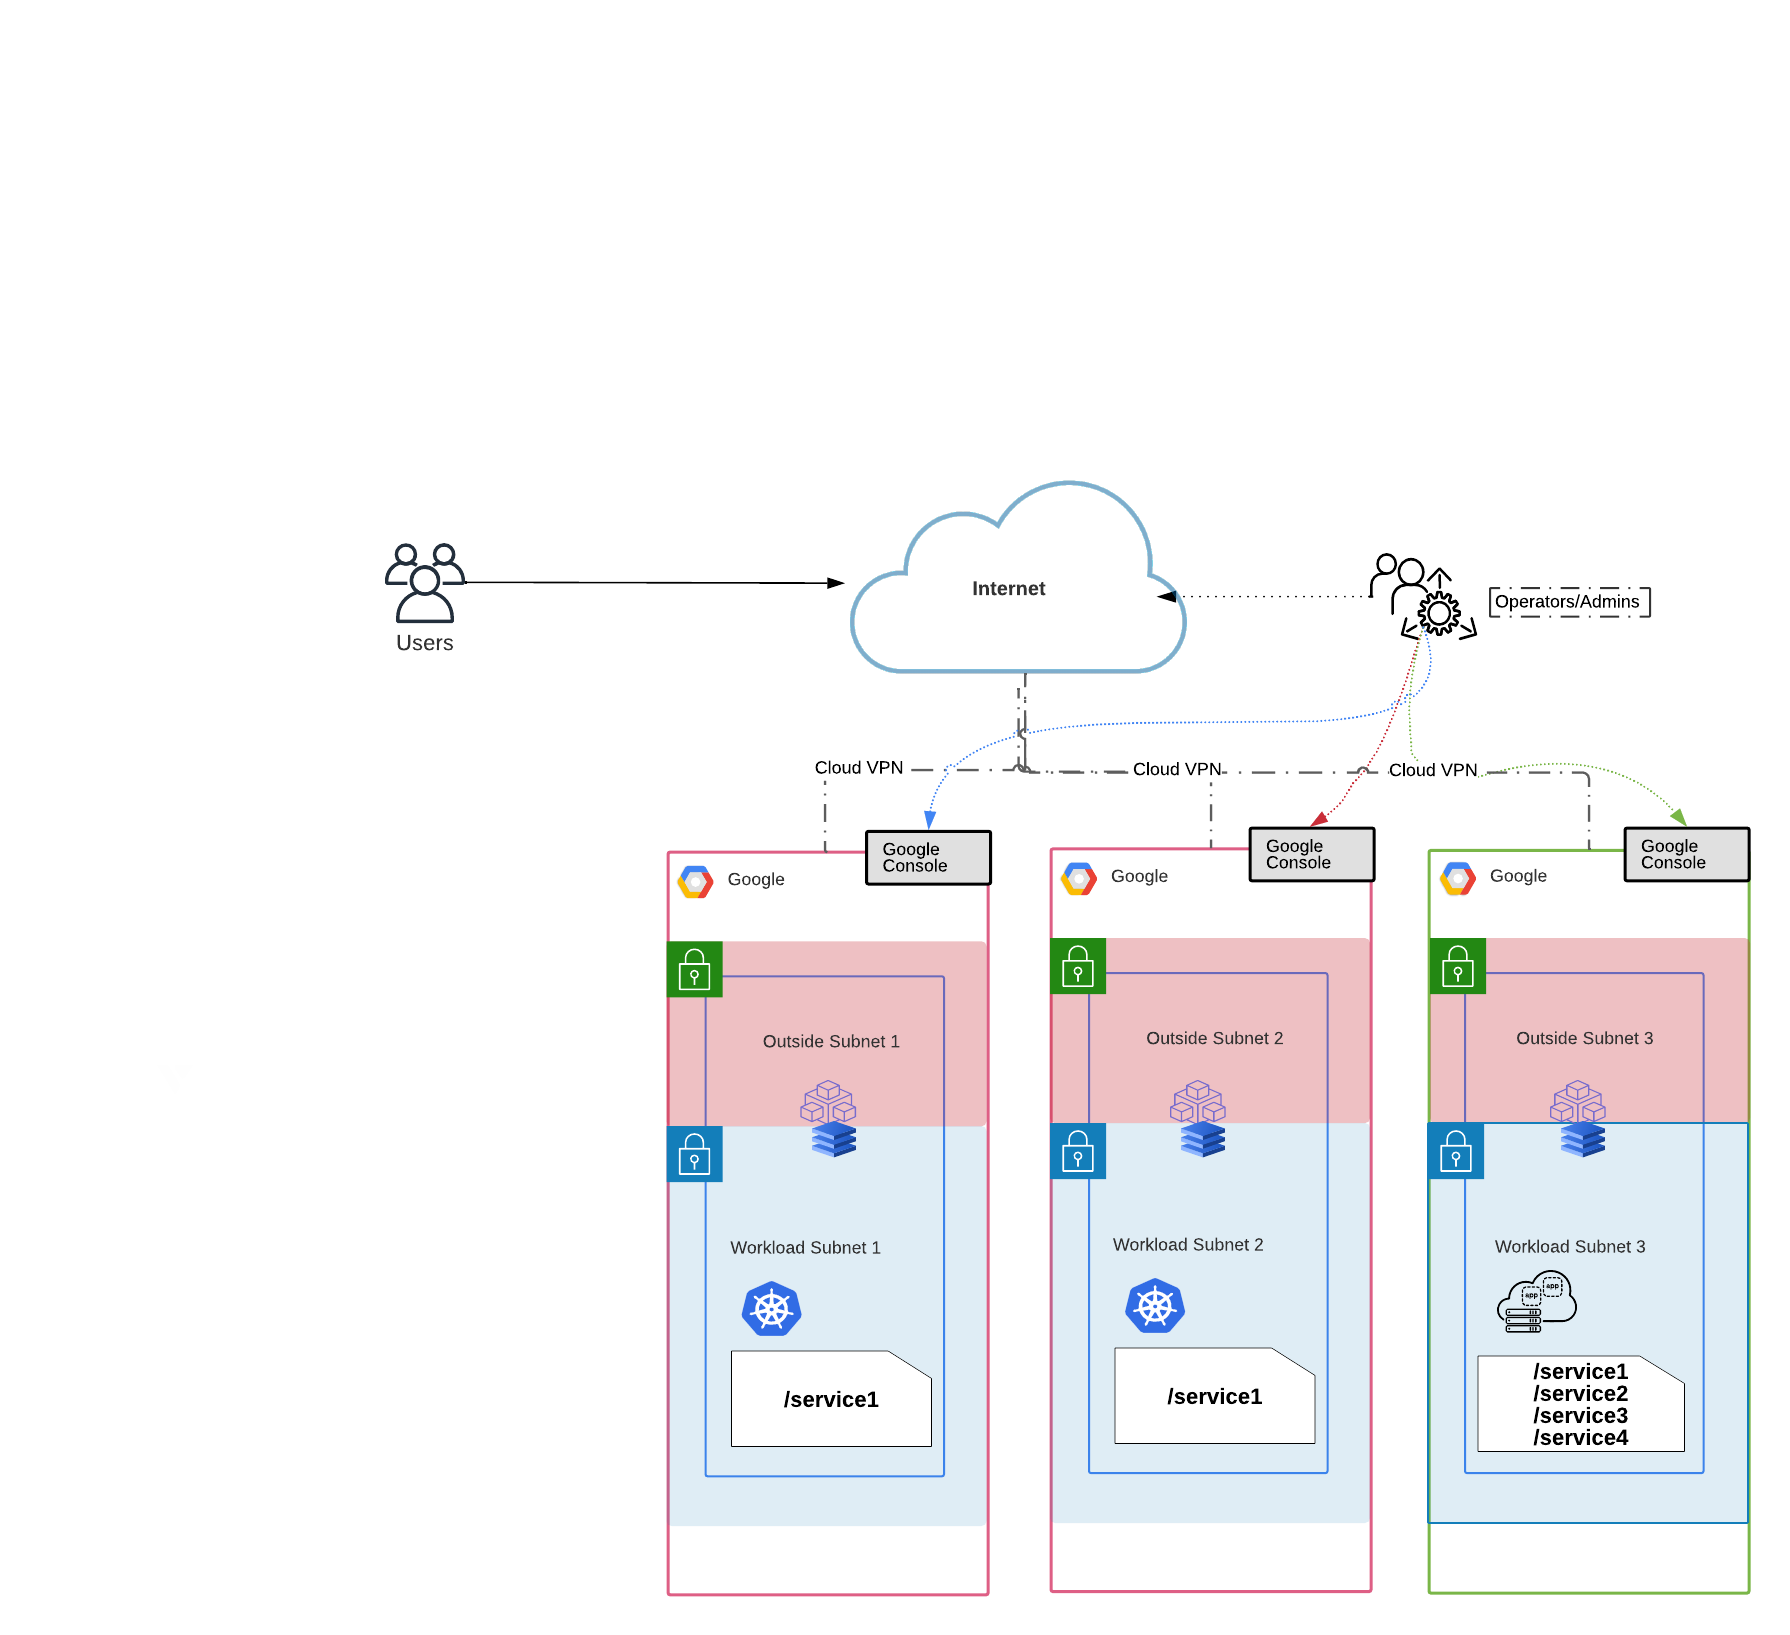 Internet
Operators/Admins
Users
Cloud VPN
Cloud VPN
Cloud VPN
Google
Console
Google
Google
Console
Google
Google
Console
Google
Outside Subnet 1
Outside Subnet 2
Outside Subnet 3
Workload Subnet 1
Workload Subnet 2
Workload Subnet 3
app
app
/service1
/service1
/service1
/service2
/service3
/service4